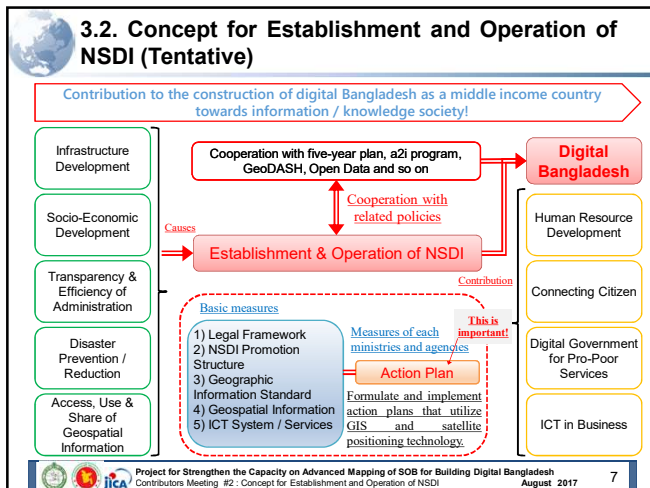 3.2. Concept for Establishment and Operation of
NSDI (Tentative)
Contribution to the construction of digital Bangladesh as a middle income country
towards information / knowledge society!
Infrastructure
Development
Socio-Economic
Development
Transparency &
Efficiency of
Administration
Disaster
Prevention /
Reduction
Access, Use &
Share of
Geospatial
Information
Causes
Cooperation with five-year plan, a2i program,
GeoDASH, Open Data and so on
Cooperation with
related policies
Establishment & Operation of NSDI
Contribution
Basic measures
1) Legal Framework
2) NSDI Promotion
Structure
3) Geographic
Information Standard
4) Geospatial Information
5) ICT System / Services
Measures of each
ministries and agencies
This is
important!
Action Plan
Formulate and implement
action plans that utilize
GIS and satellite
positioning technology.
Digital
Bangladesh
Human Resource
Development
Connecting Citizen
Digital Government
for Pro-Poor
Services
ICT in Business
jica
Project for Strengthen the Capacity on Advanced Mapping of SOB for Building Digital Bangladesh
Contributors Meeting #2 : Concept for Establishment and Operation of NSDI August 2017
7